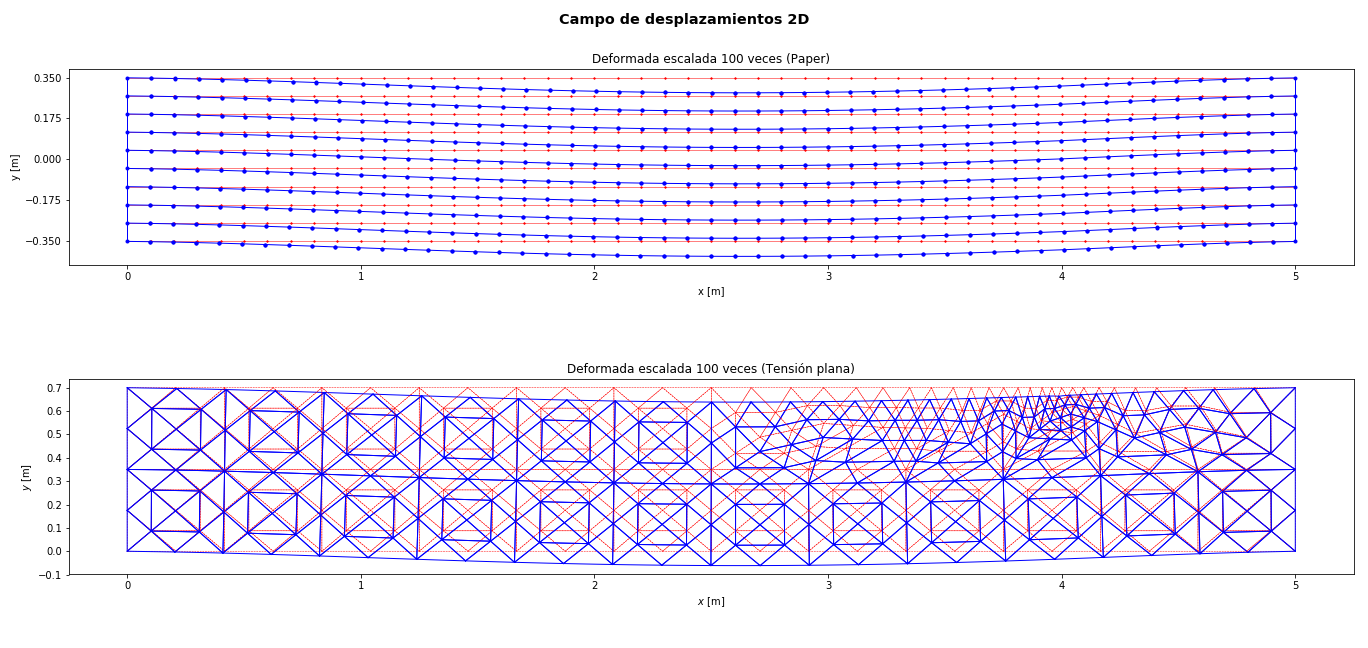 Campo de desplazamientos 2D
Deformada escalada 100 veces (Paper)
y [m]
0.350
0.175
0.000
−0.175
−0.350
0 1 2 3 4 5
x [m]
Deformada escalada 100 veces (Tensión plana)
y [m]
0.7
0.6
0.5
0.4
0.3
0.2
0.1
0.0
−0.1
0 1 2 3 4 5
x [m]